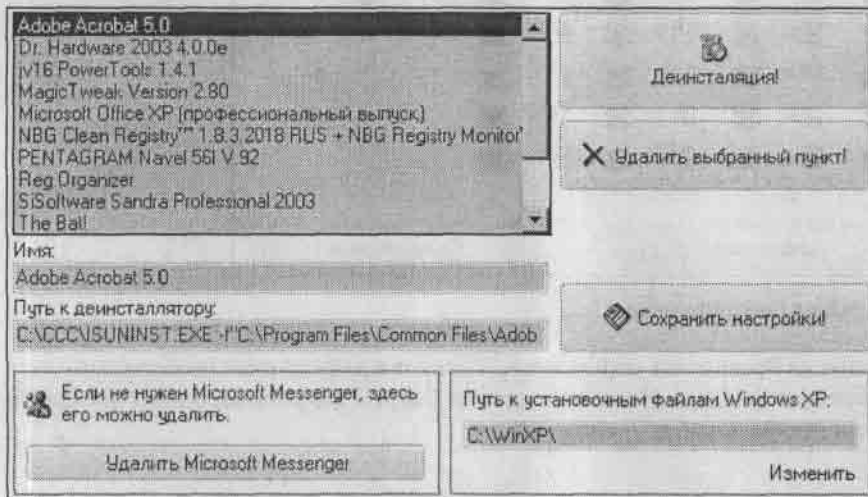 Adobe Acrobat 5.0
Dr. Hardware 2003 4.0.0e
jv16 PowerTools 1.4.1
MagicTweak Version 2.80
Microsoft Office XP (профессиональный выпуск)
NBG Clean Registry™ 1.8.3.2018 RUS + NBG Registry Monitor
PENTAGRAM Navel 56i V.92
Reg Organizer
SiSoftware Sandra Professional 2003
The Bat!
Деинсталяция!
Удалить выбранный пункт!
Имя:
Adobe Acrobat 5.0
Путь к деинсталлятору:
C:\CCC\ISUNINST.EXE -f"C:\Program Files\Common Files\Adob
Сохранить настройки!
Если не нужен Microsoft Messenger, здесь
его можно удалить.
Удалить Microsoft Messenger
Путь к установочным файлам Windows XP:
C:\WinXP\
Изменить